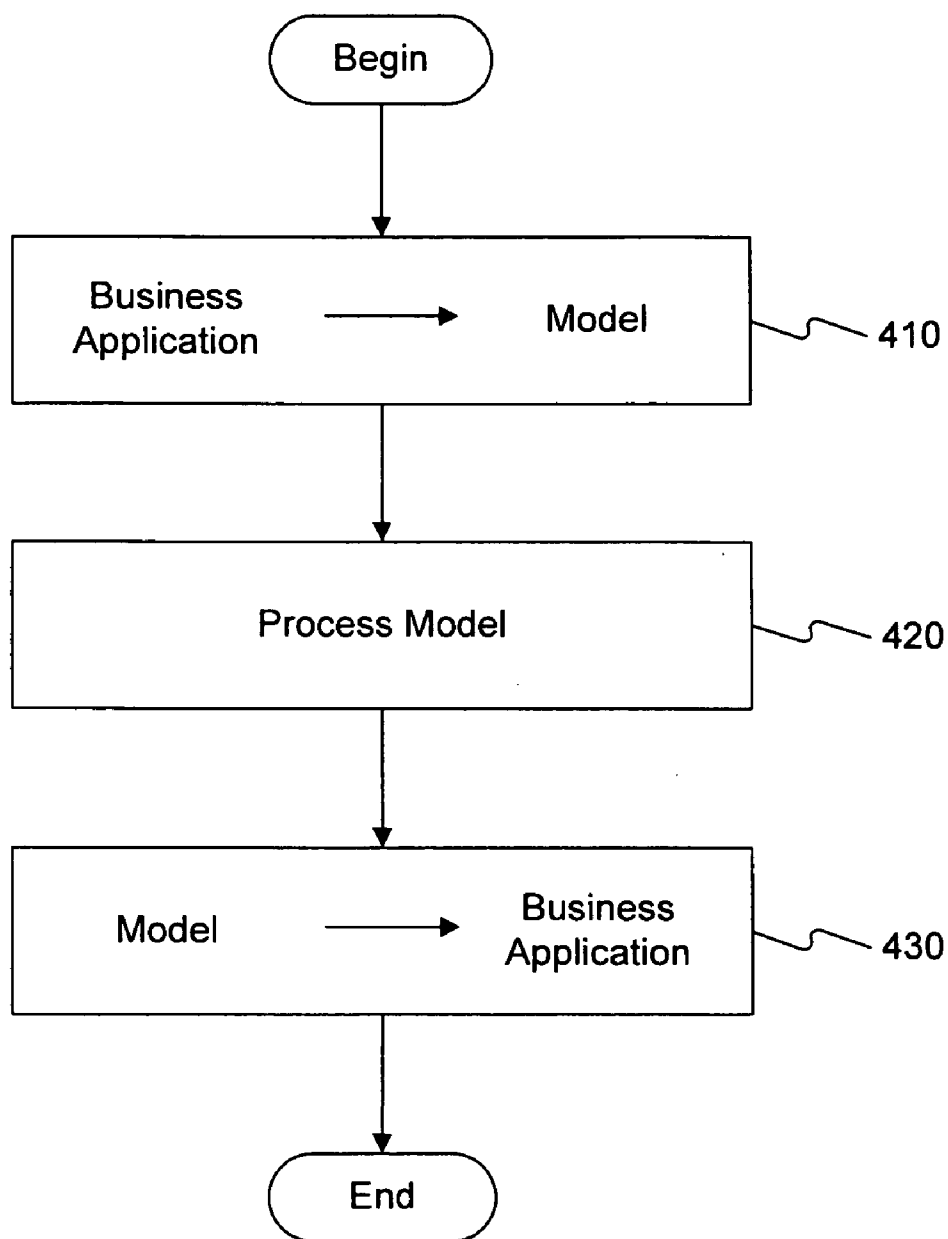 Begin
Business
Application
Model
410
Process Model
420
Model
Business
Application
430
End